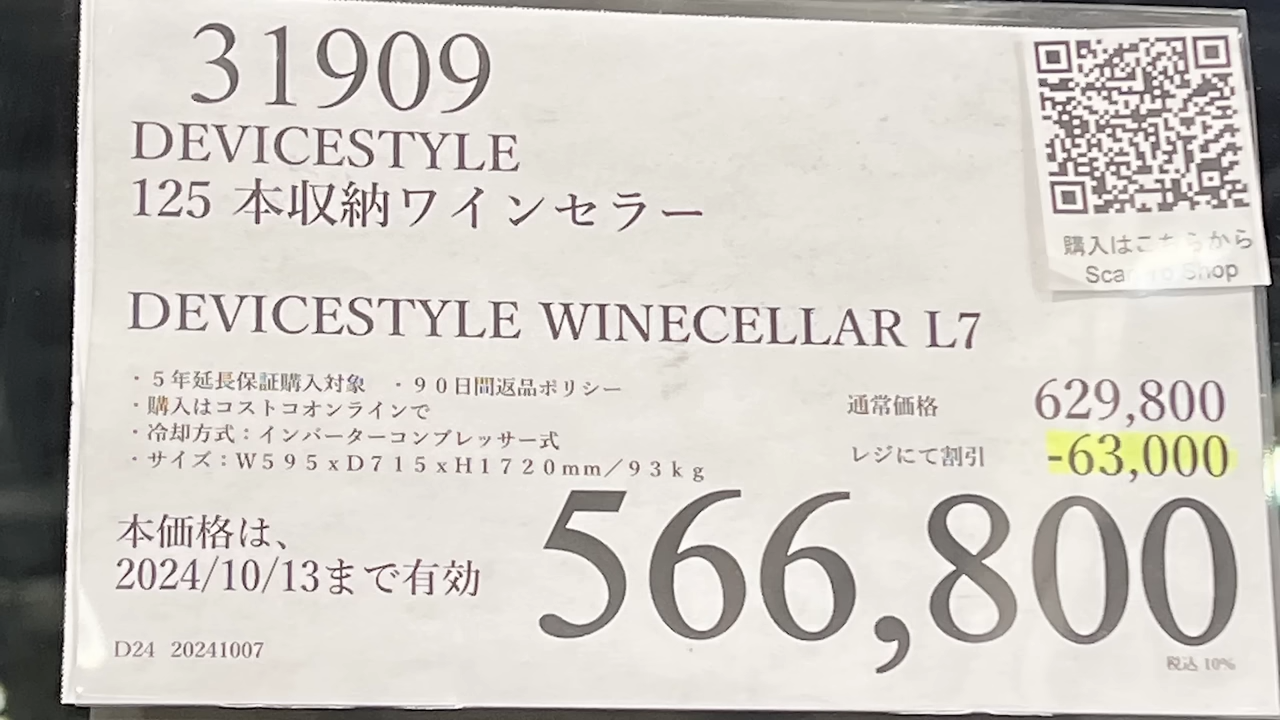 31909
DEVICESTYLE
125 本収納ワインセラー
購入はこちらから
Scan To Shop
DEVICESTYLE WINECELLAR L7
・5年延長保証購入対象　・90日間返品ポリシー
・購入はコストコオンラインで
・冷却方式：インバーターコンプレッサー式
・サイズ：W595xD715xH1720mm／93kg
通常価格 629,800
レジにて割引 -63,000
566,800
本価格は、
2024/10/13まで有効
税込 10%
D24 20241007